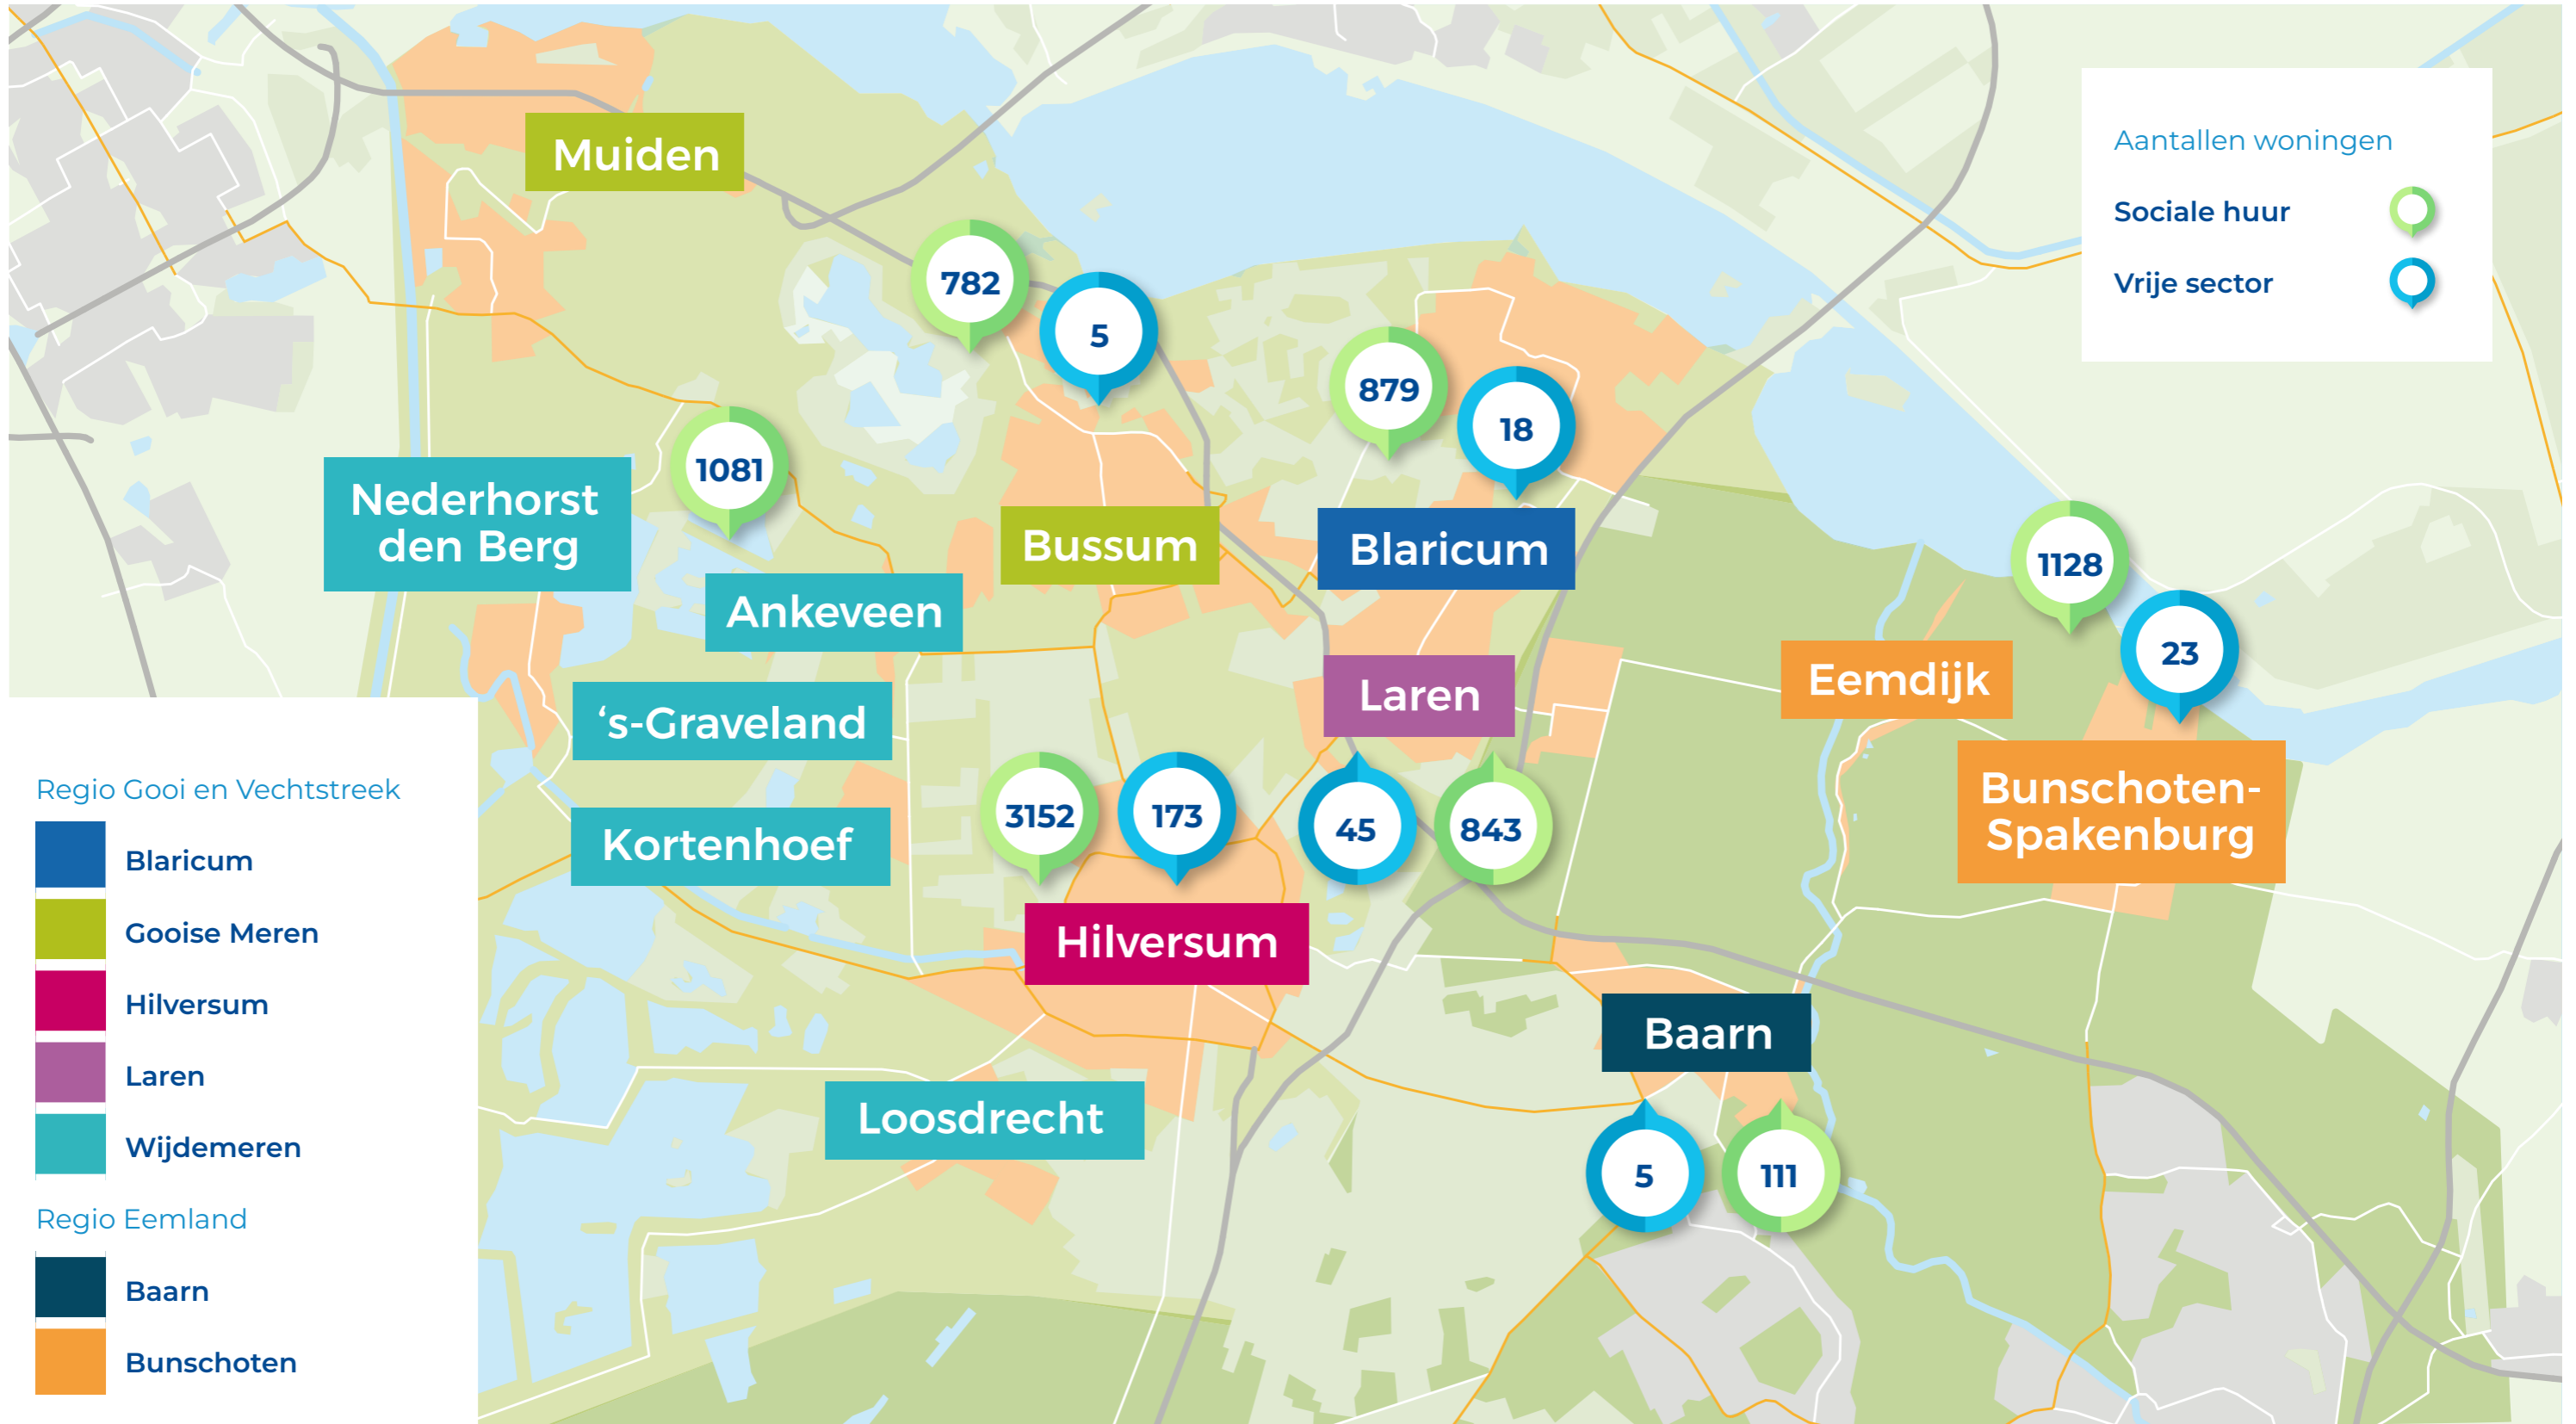 Muiden
782
5
879
18
1081
Nederhorst
den Berg
Bussum
Blaricum
Ankeveen
1128
23
Eemdijk
Laren
‘s-Graveland
Bunschoten-
Spakenburg
3152
173
45
843
Kortenhoef
Hilversum
Baarn
Loosdrecht
5
111
Aantallen woningen
Sociale huur
Vrije sector
Regio Gooi en Vechtstreek
Blaricum
Gooise Meren
Hilversum
Laren
Wijdemeren
Regio Eemland
Baarn
Bunschoten